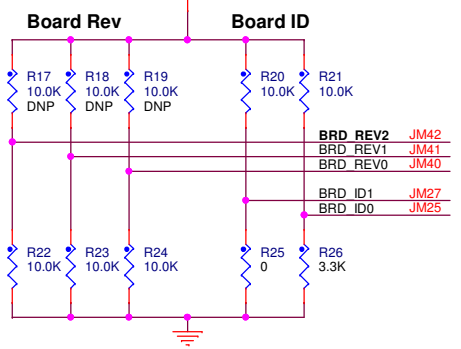 Board Rev
Board ID
R17
10.0K
DNP
R18
10.0K
DNP
R19
10.0K
DNP
R20
10.0K
R21
10.0K
BRD_REV2 JM42
BRD_REV1 JM41
BRD_REV0 JM40
BRD_ID1 JM27
BRD_ID0 JM25
R22
10.0K
R23
10.0K
R24
10.0K
R25
0
R26
3.3K